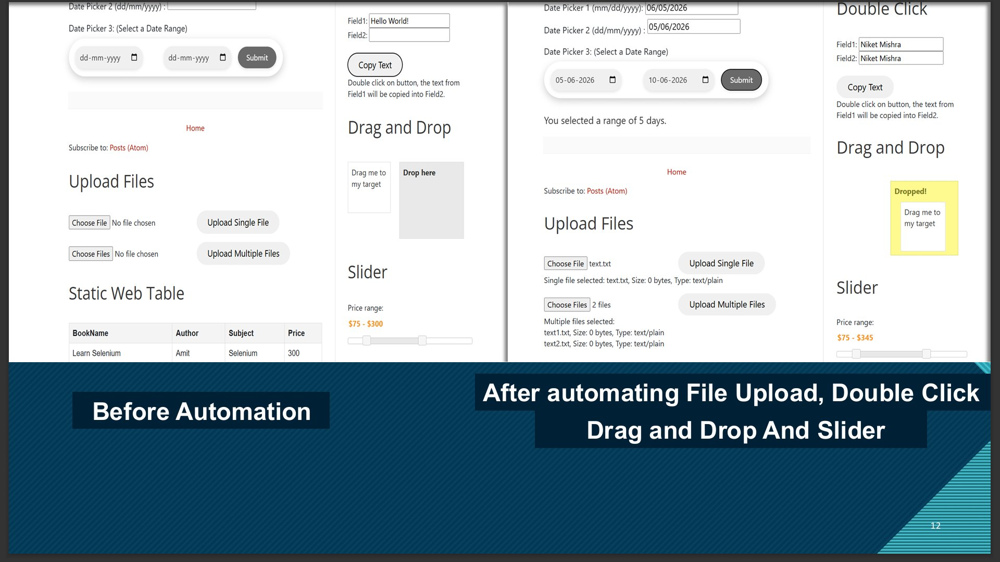 Date Picker 2 (dd/mm/yyyy) :
Date Picker 3: (Select a Date Range)
dd-mm-yyyy
dd-mm-yyyy
Submit
Home
Subscribe to: Posts (Atom)
Upload Files
Choose File No file chosen
Upload Single File
Choose Files No file chosen
Upload Multiple Files
Static Web Table
BookName Author Subject Price
Learn Selenium Amit Selenium 300
Field1: Hello World!
Field2:
Copy Text
Double click on button, the text from
Field1 will be copied into Field2.
Drag and Drop
Drag me to
my target
Drop here
Slider
Price range:
$75 - $300
Date Picker 1 (mm/dd/yyyy): 06/05/2026
Date Picker 2 (dd/mm/yyyy) : 05/06/2026
Date Picker 3: (Select a Date Range)
05-06-2026
10-06-2026
Submit
You selected a range of 5 days.
Home
Subscribe to: Posts (Atom)
Upload Files
Choose File text.txt
Upload Single File
Single file selected: text.txt, Size: 0 bytes, Type: text/plain
Choose Files 2 files
Upload Multiple Files
Multiple files selected:
text1.txt, Size: 0 bytes, Type: text/plain
text2.txt, Size: 0 bytes, Type: text/plain
Double Click
Field1: Niket Mishra
Field2: Niket Mishra
Copy Text
Double click on button, the text from
Field1 will be copied into Field2.
Drag and Drop
Dropped!
Drag me to
my target
Slider
Price range:
$75 - $345
Before Automation
After automating File Upload, Double Click
Drag and Drop And Slider
12